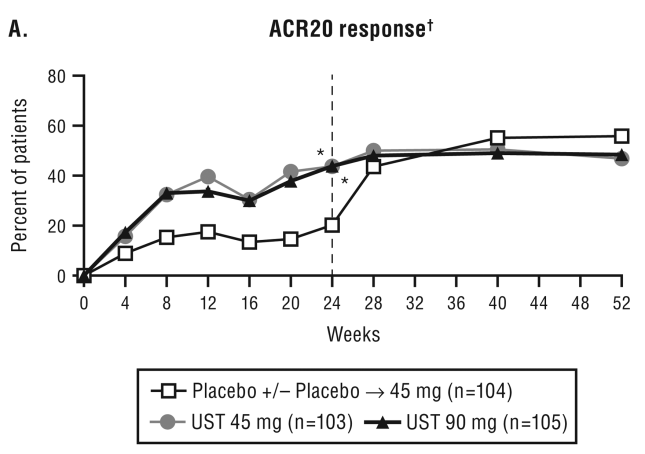 A.
ACR20 response†
Percent of patients
80
60
40
20
0
*
*
0 4 8 12 16 20 24 28 32 36 40 44 48 52
Weeks
Placebo +/– Placebo → 45 mg (n=104)
UST 45 mg (n=103) UST 90 mg (n=105)